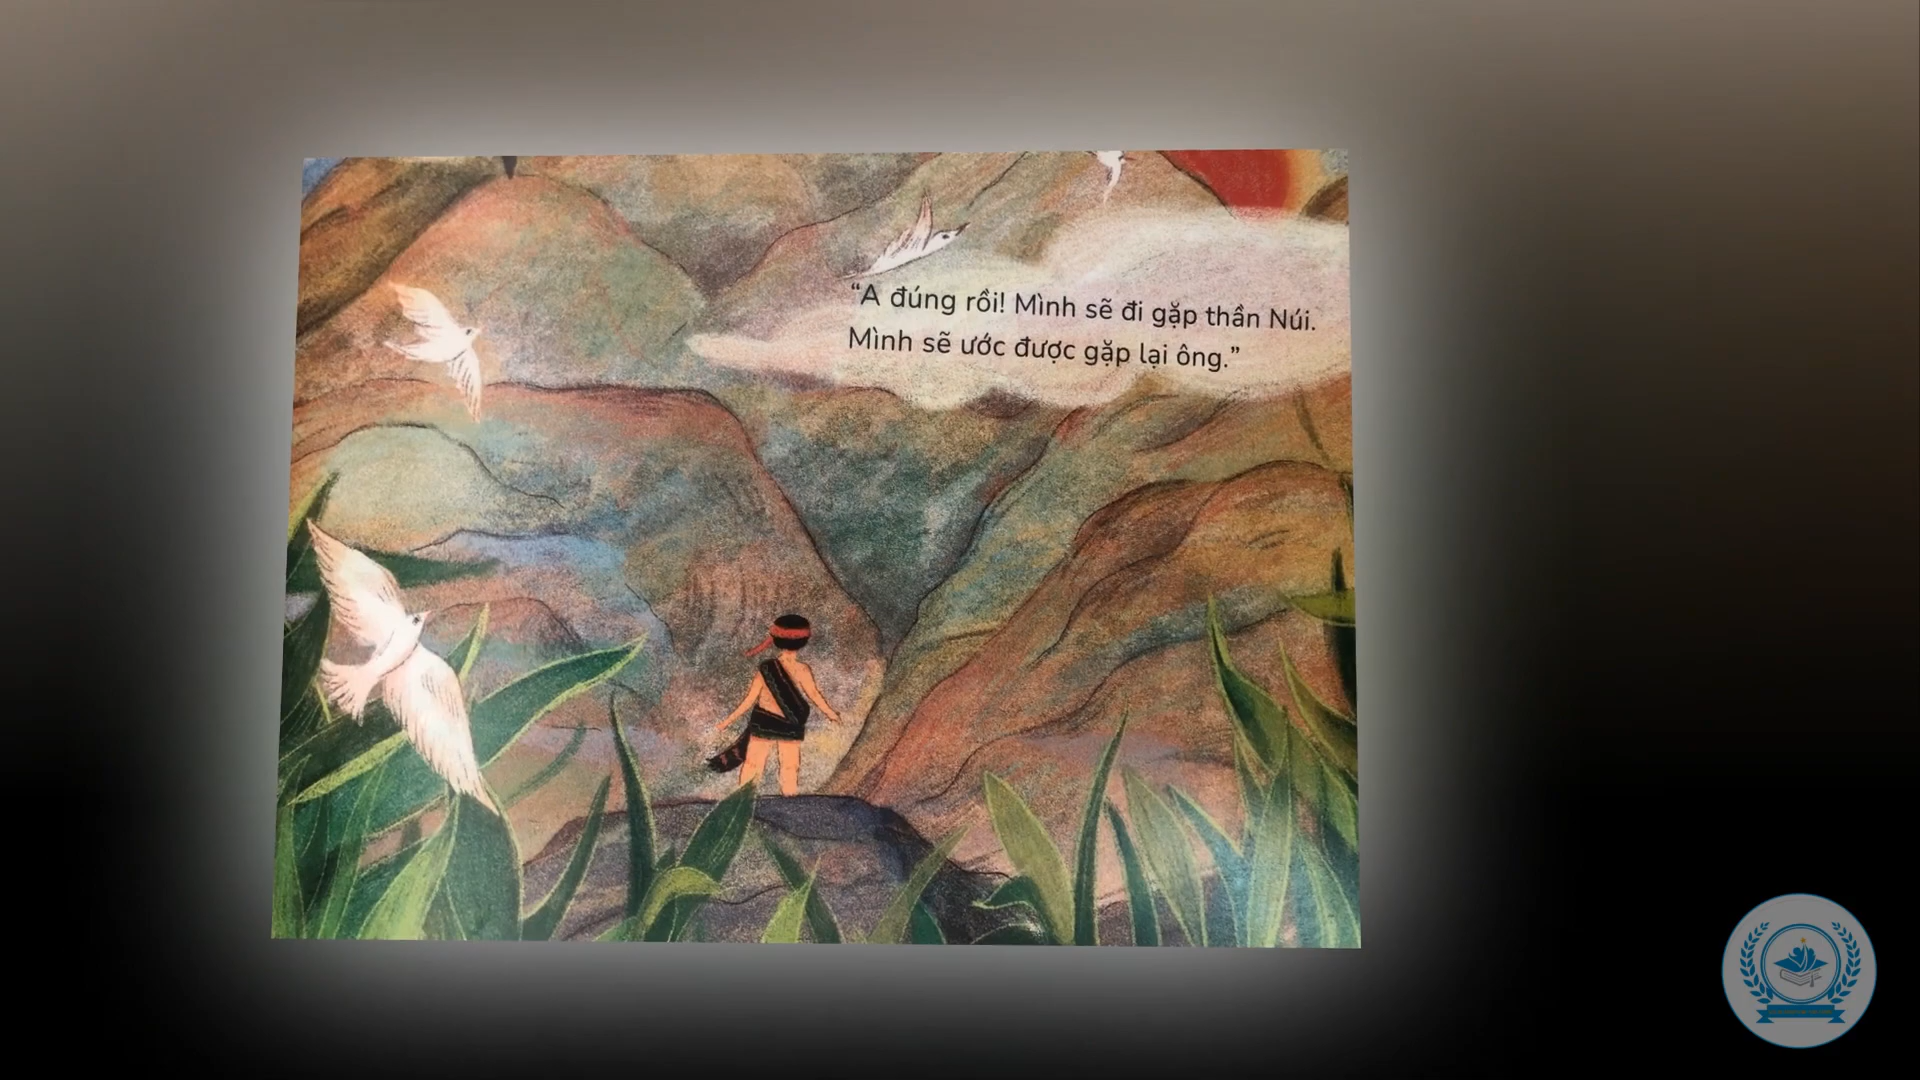 “A đúng rồi! Mình sẽ đi gặp thần Núi.
Mình sẽ ước được gặp lại ông.”